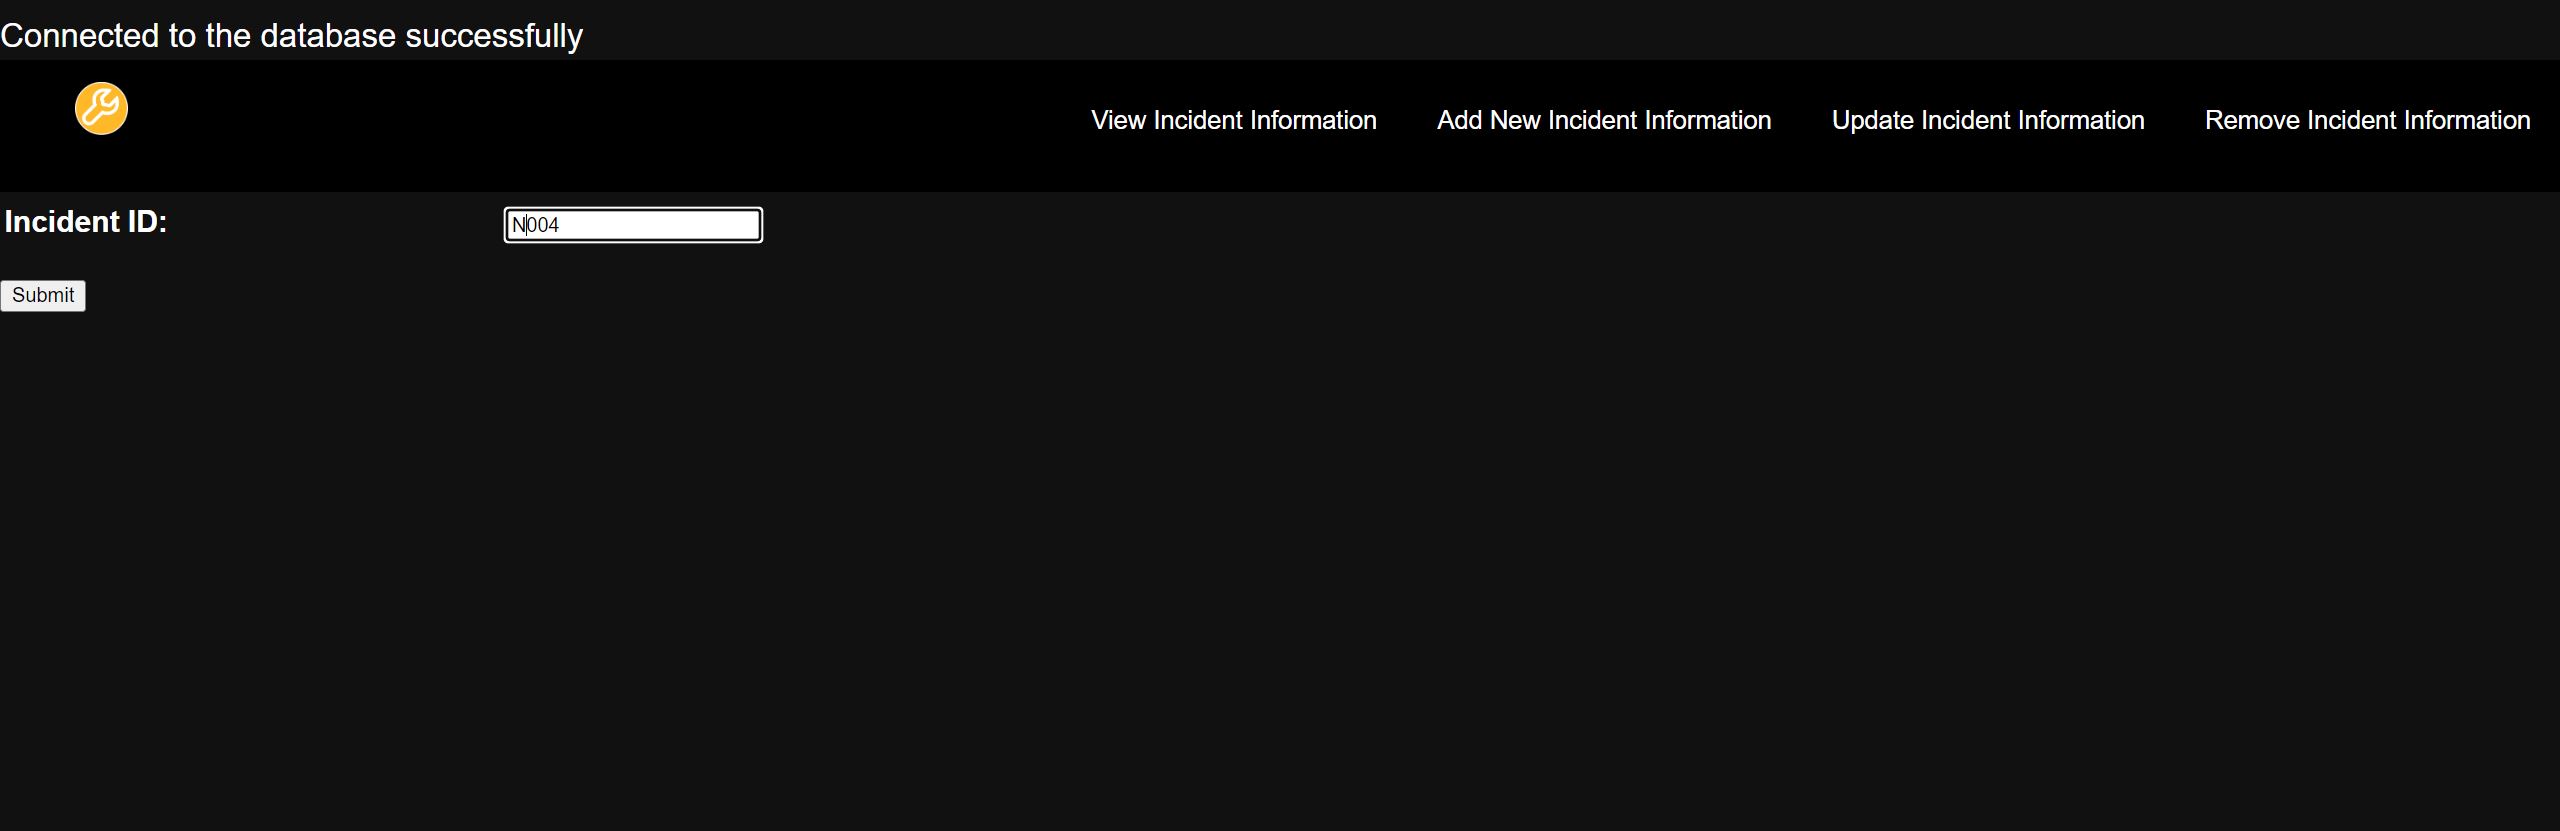 Connected to the database successfully
View Incident Information Add New Incident Information Update Incident Information Remove Incident Information
Incident ID: N004
Submit